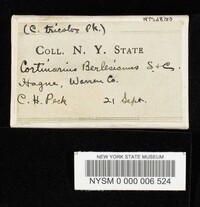 (C. tricolor Pk.)
COLL. N. Y. STATE
Cortinarius Berlesianus S. & C.
Hague, Warren Co.
C. H. Peck 21 Sept.
NEW YORK STATE MUSEUM
NYSM 0 000 006 524